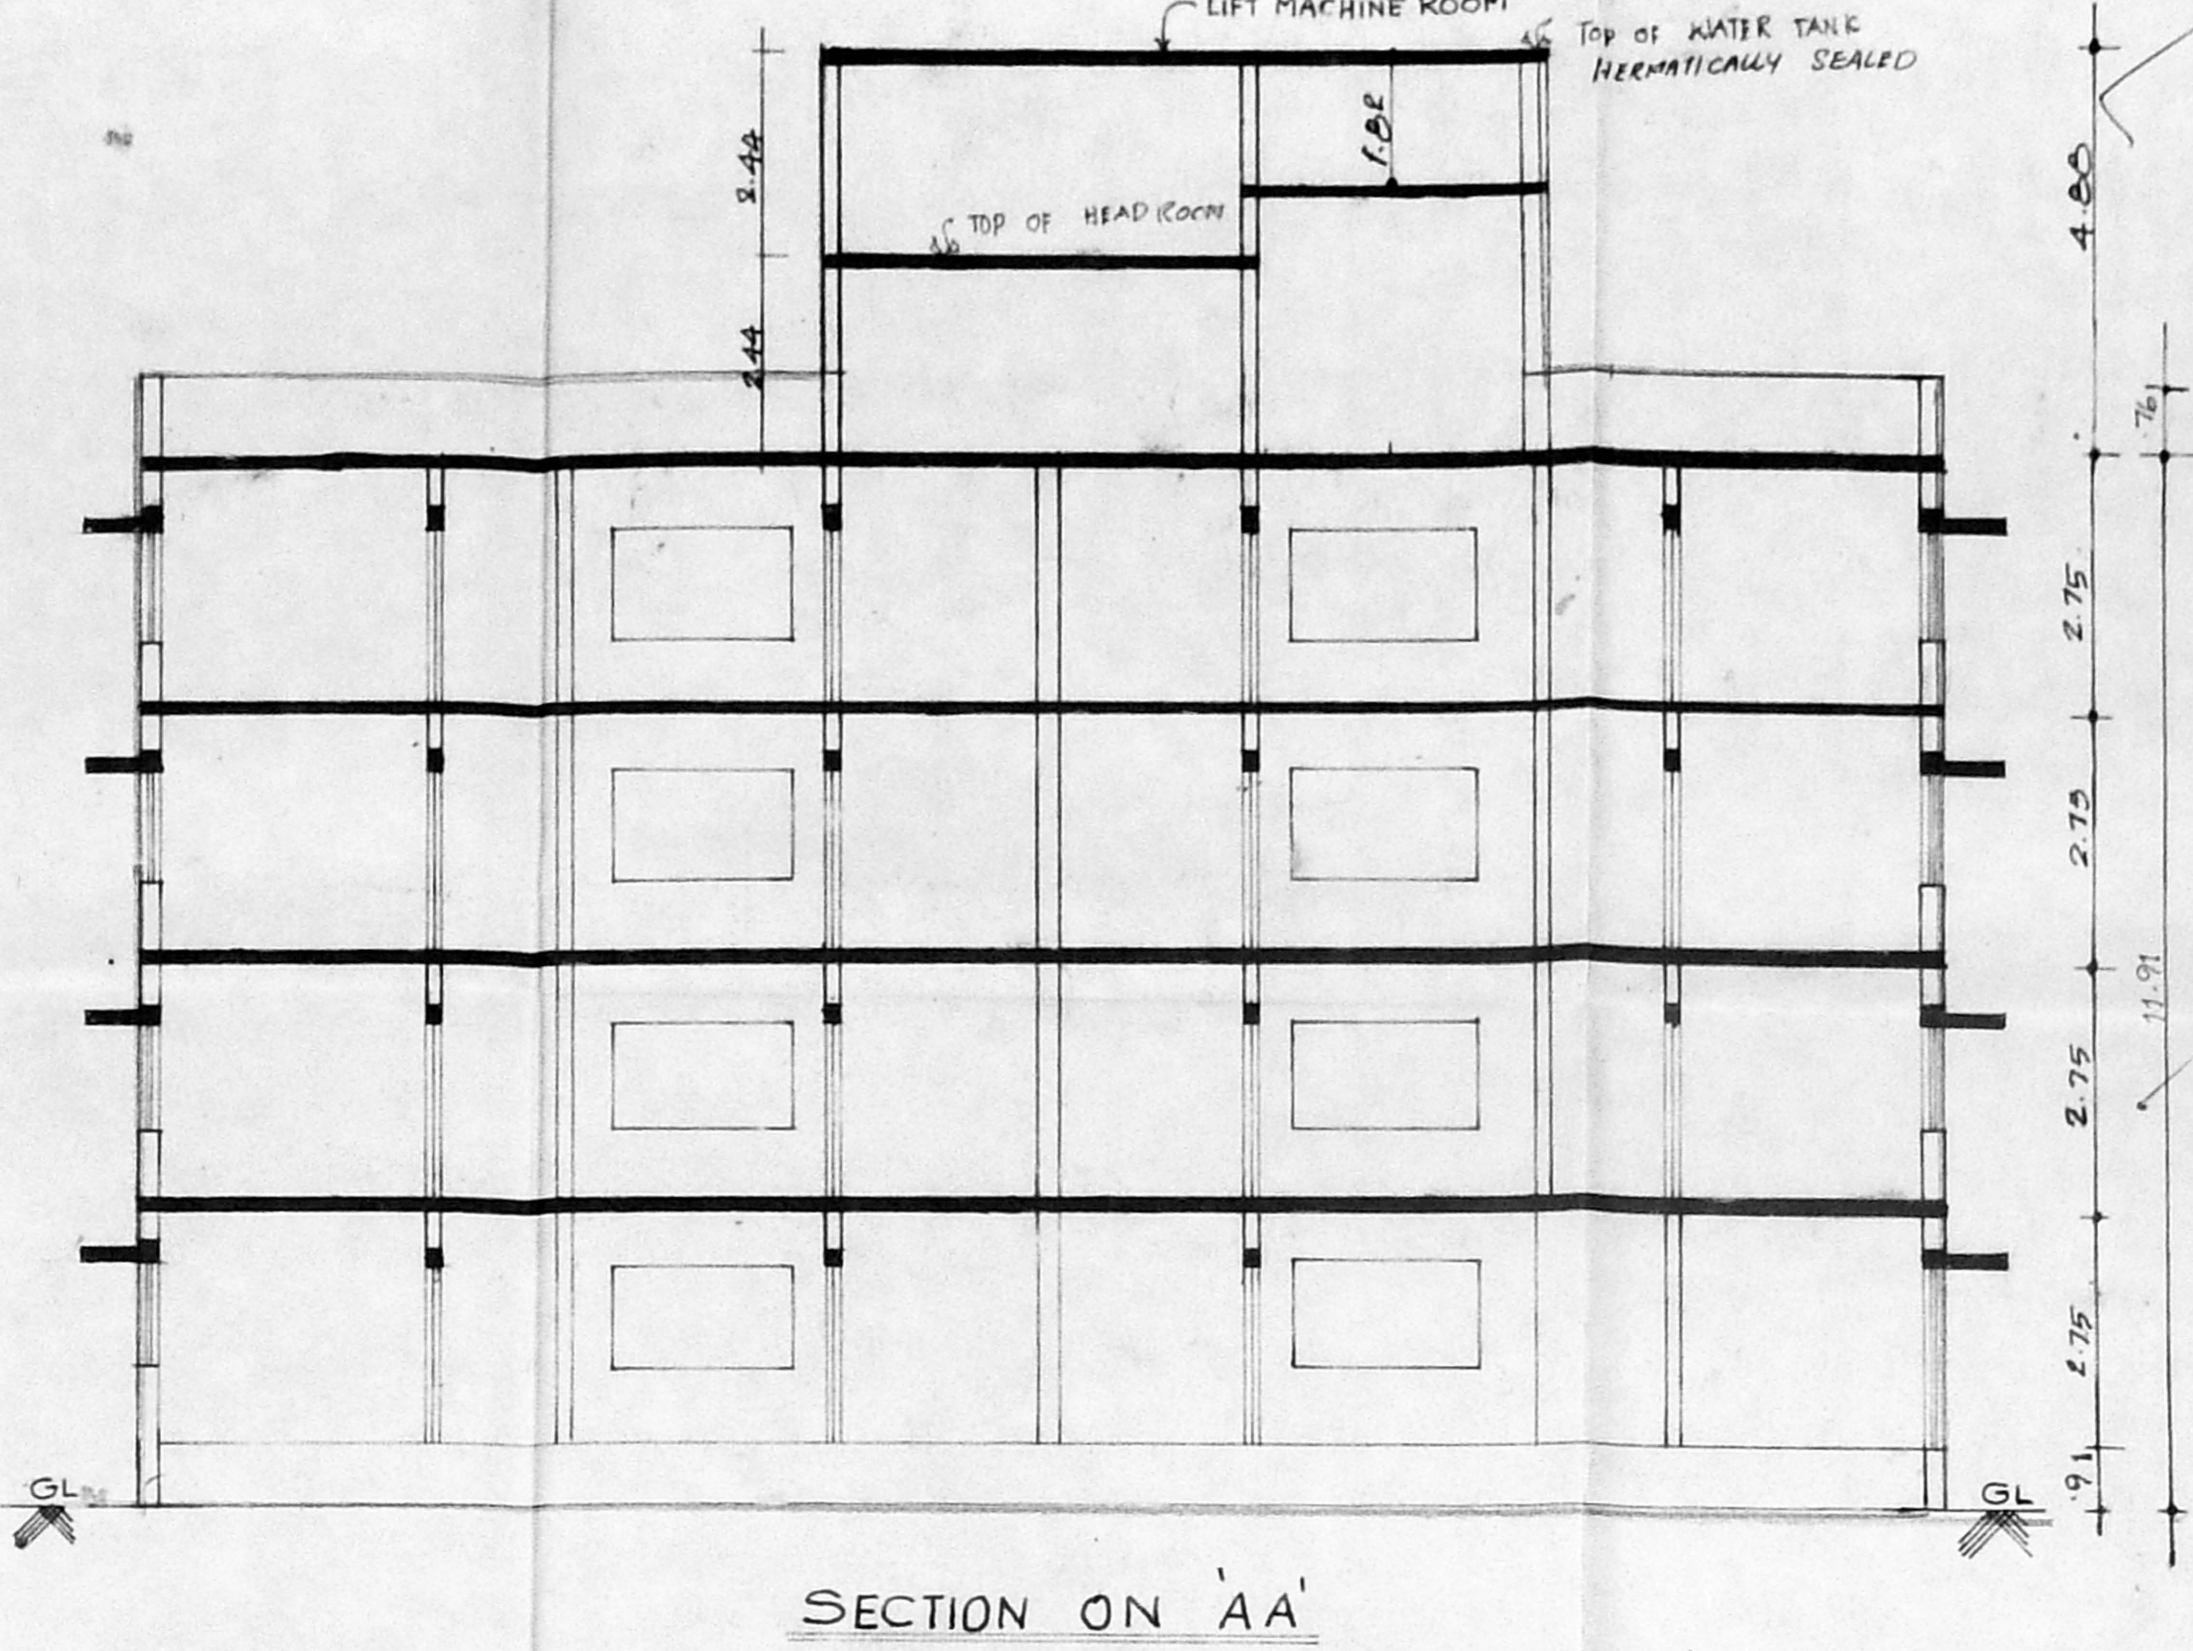 LIFT MACHINE ROOM
TOP OF WATER TANK
HERMATICALLY SEALED
4.88
1.82
2.44
TOP OF HEAD ROOM
2.44
.761
2.75
2.75
11.91
2.75
2.75
.91
GL
GL
SECTION ON 'AA'